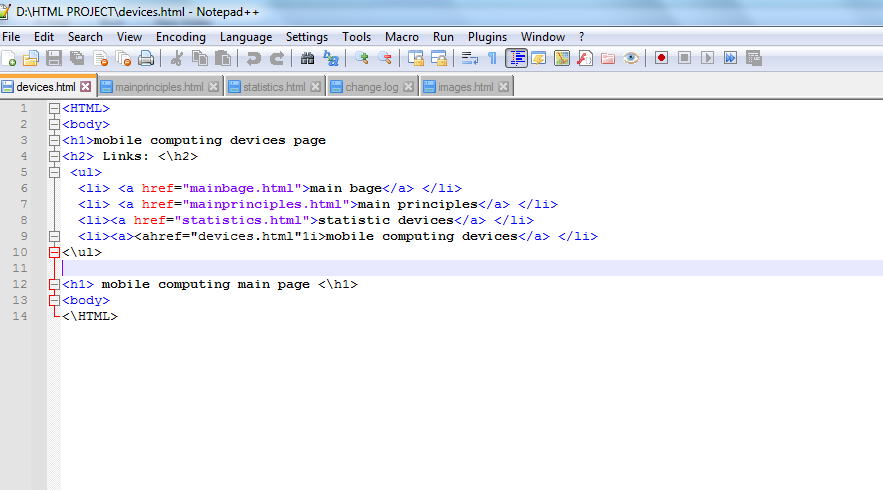 D:\HTML PROJECT\devices.html - Notepad++
File Edit Search View Encoding Language Settings Tools Macro Run Plugins Window ?
devices.html mainprinciples.html statistics.html change.log images.html
1 <HTML>
2 <body>
3 <h1>mobile computing devices page
4 <h2> Links: <\h2>
5 <ul>
6 <li> <a href="mainbage.html">main bage</a> </li>
7 <li> <a href="mainprinciples.html">main principles</a> </li>
8 <li><a href="statistics.html">statistic devices</a> </li>
9 <li><a><ahref="devices.html"1i>mobile computing devices</a> </li>
10 <\ul>
11
12 <h1> mobile computing main page <\h1>
13 <body>
14 <\HTML>